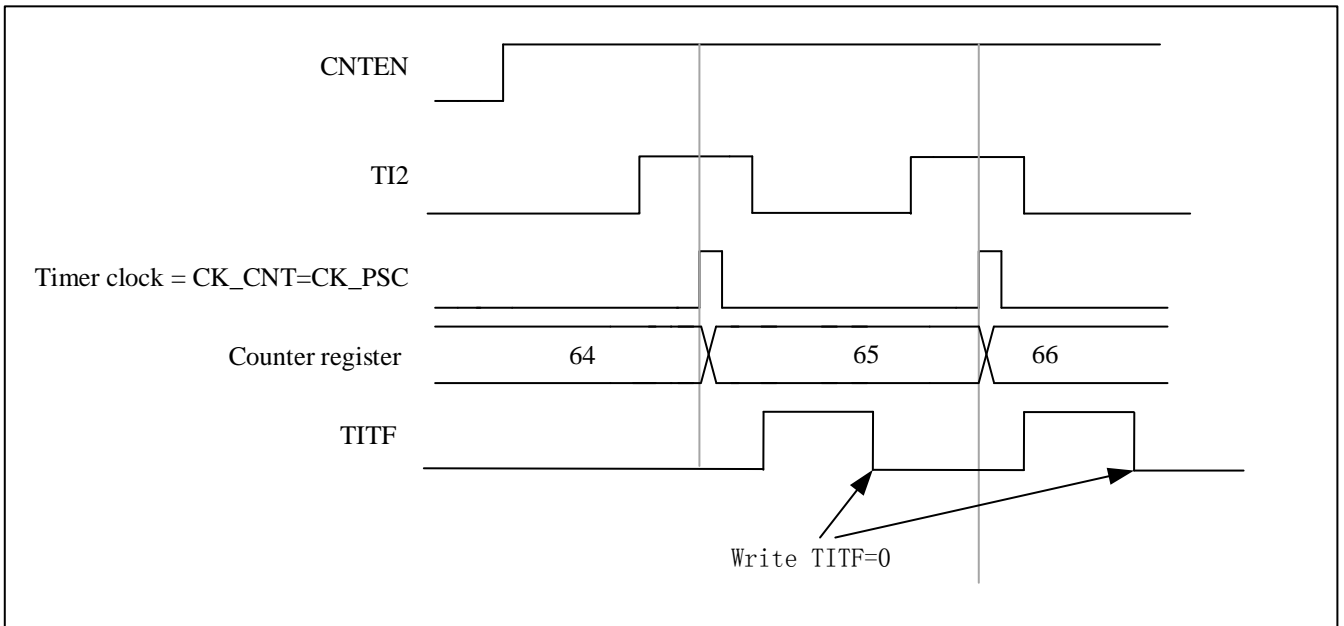 CNTEN
TI2
Timer clock = CK_CNT=CK_PSC
Counter register
64
65
66
TITF
Write TITF=0